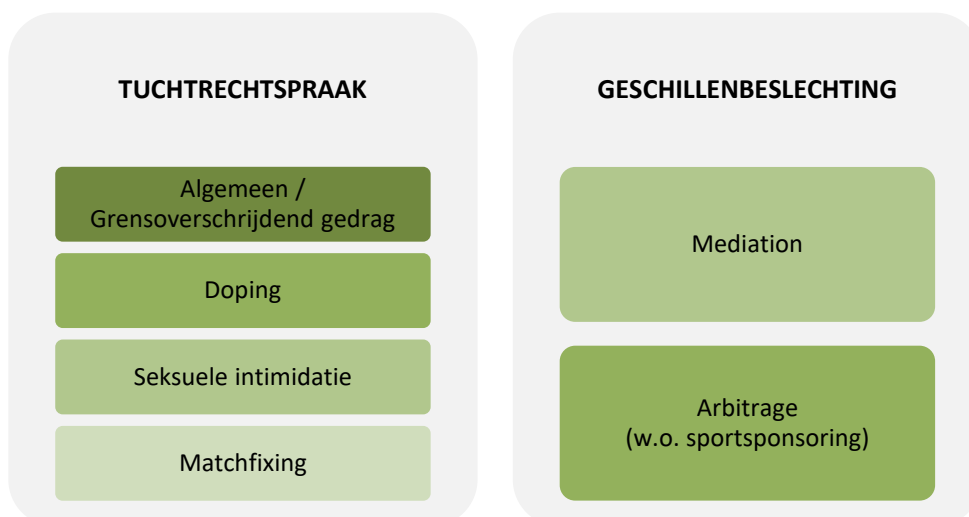 TUCHTRECHTSPRAAK
Algemeen /
Grensoverschrijdend gedrag
Doping
Seksuele intimidatie
Matchfixing
GESCHILLENBESLECHTING
Mediation
Arbitrage
(w.o. sportsponsoring)